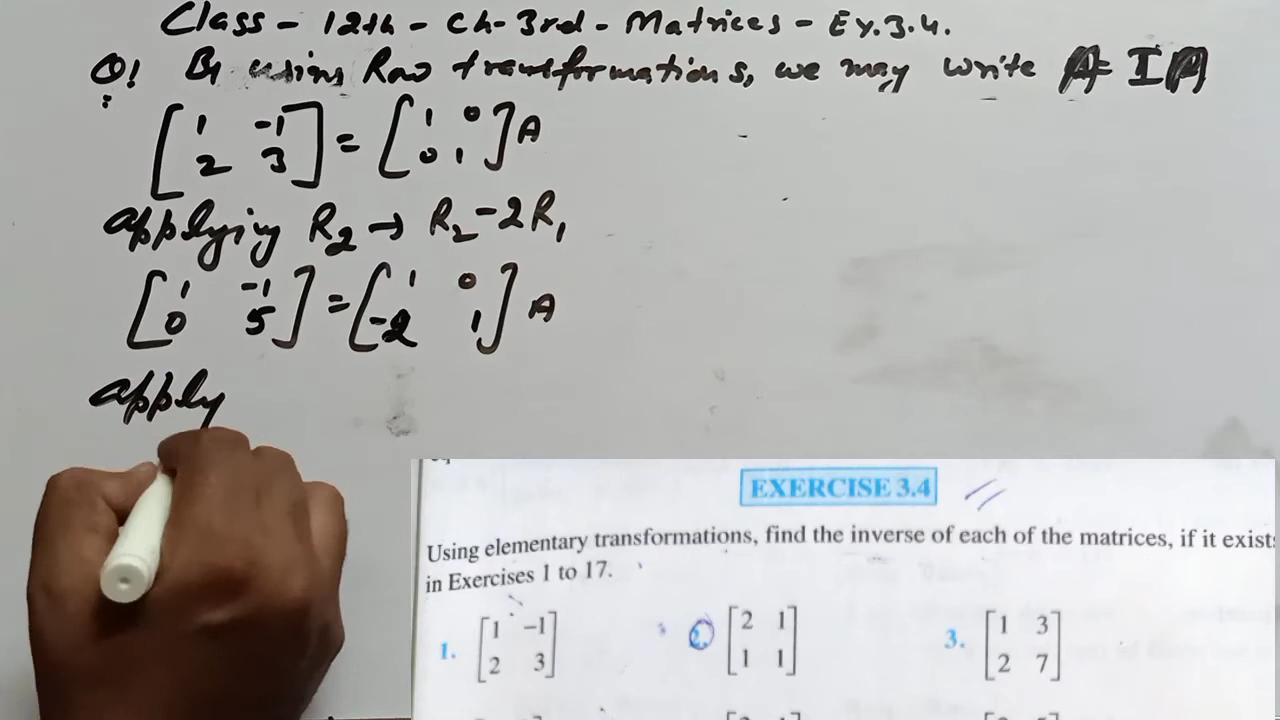 Class - 12th - Ch-3rd - Matrices - Ex.3.4.
Q1 By using Row transformations, we may write A = IA
[1 -1] = [1 0] A
[2 3] [0 1]
applying R2 → R2 - 2R1
[1 -1] = [1 0] A
[0 5] [-2 1]
apply
EXERCISE 3.4
Using elementary transformations, find the inverse of each of the matrices, if it exists
in Exercises 1 to 17.
1. [1 -1] 2. [2 1] 3. [1 3]
[2 3] [1 1] [2 7]